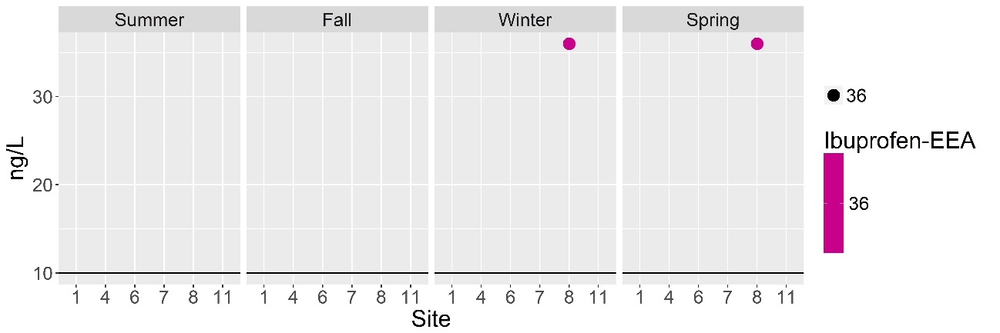 Summer Fall Winter Spring
30
20
10
ng/L
1 4 6 7 8 11 1 4 6 7 8 11 1 4 6 7 8 11 1 4 6 7 8 11
Site
36
Ibuprofen-EEA
36